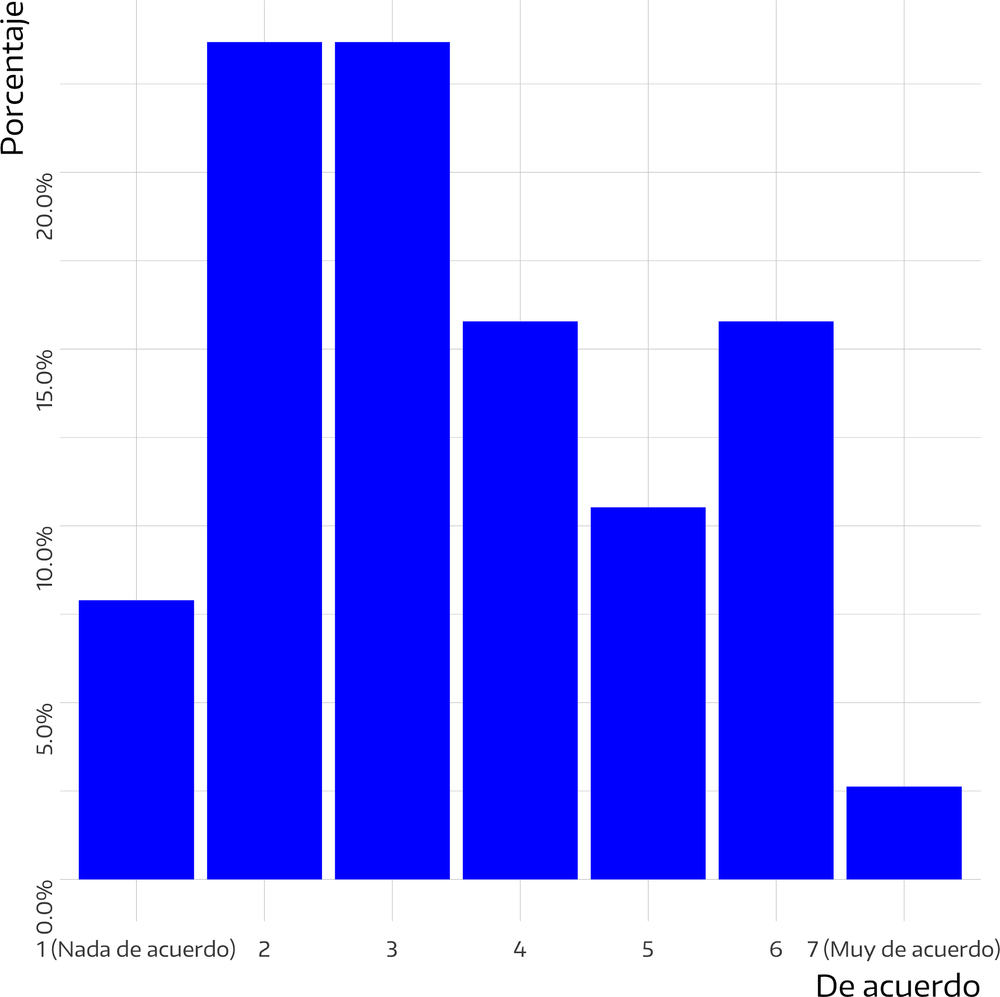 Porcentaje
20.0%
15.0%
10.0%
5.0%
0.0%
1 (Nada de acuerdo) 2 3 4 5 6 7 (Muy de acuerdo)
De acuerdo